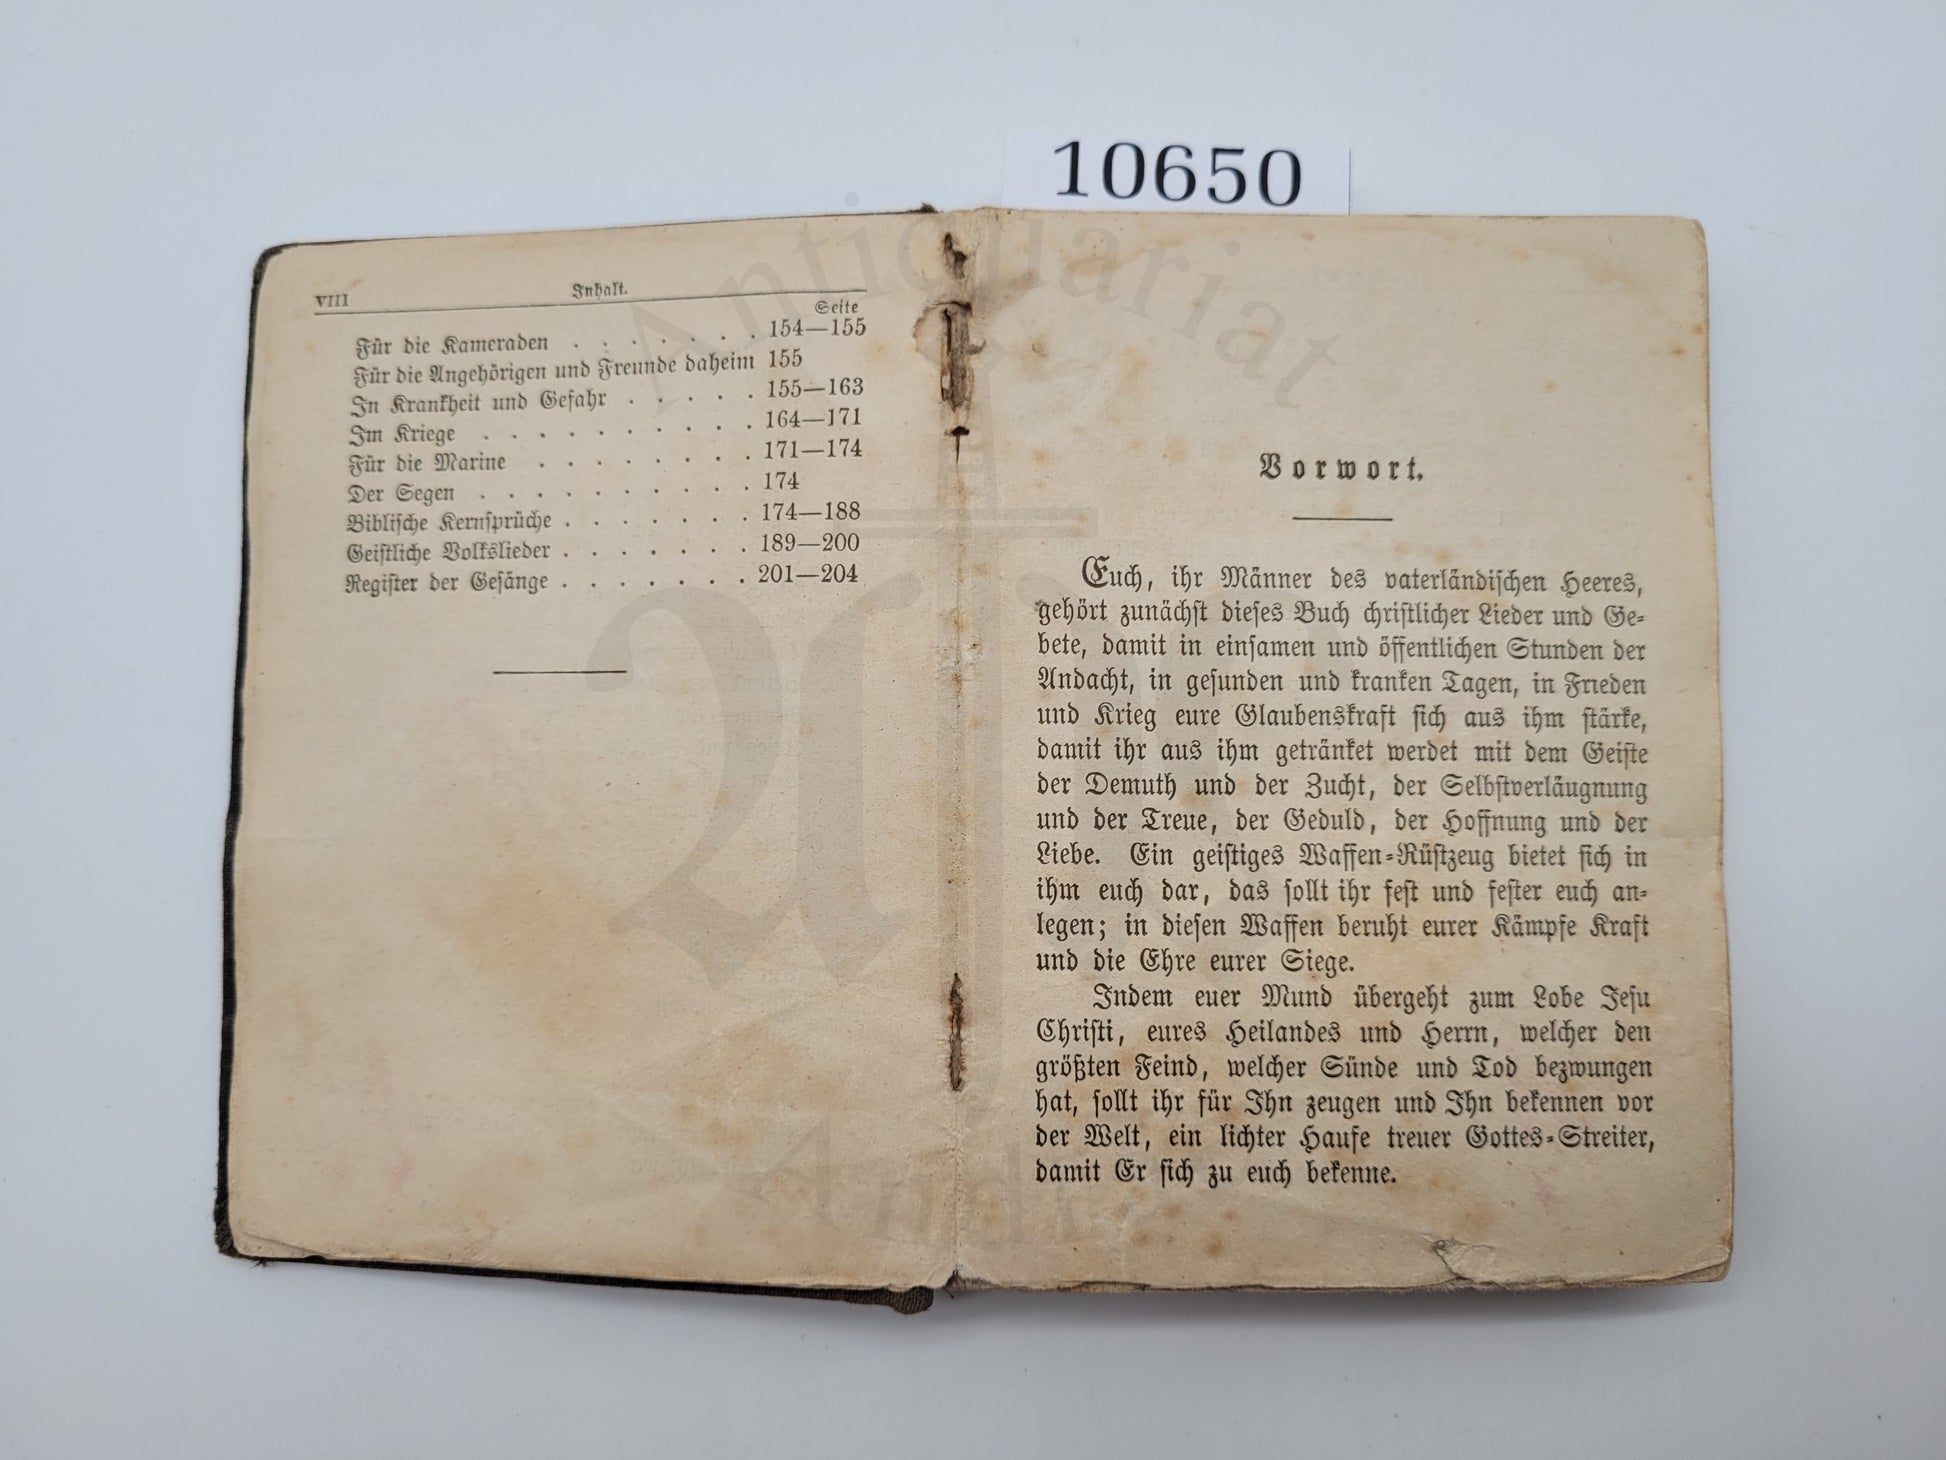 10650
VIII Inhalt.
Seite
Für die Kameraden . . . . . . . 154—155
Für die Angehörigen und Freunde daheim 155
In Krankheit und Gefahr . . . . . 155—163
Im Kriege . . . . . . . . . . 164—171
Für die Marine . . . . . . . . 171—174
Der Segen . . . . . . . . . . 174
Biblische Kernsprüche . . . . . . . 174—188
Geistliche Volkslieder . . . . . . . 189—200
Register der Gesänge . . . . . . . 201—204
Vorwort.
Euch, ihr Männer des vaterländischen Heeres,
gehört zunächst dieses Buch christlicher Lieder und Ge-
bete, damit in einsamen und öffentlichen Stunden der
Andacht, in gesunden und kranken Tagen, in Frieden
und Krieg eure Glaubenskraft sich aus ihm stärke,
damit ihr aus ihm getränket werdet mit dem Geiste
der Demuth und der Zucht, der Selbstverläugnung
und der Treue, der Geduld, der Hoffnung und der
Liebe. Ein geistiges Waffen-Rüstzeug bietet sich in
ihm euch dar, das sollt ihr fest und fester euch an-
legen; in diesen Waffen beruht eurer Kämpfe Kraft
und die Ehre eurer Siege.
Indem euer Mund übergeht zum Lobe Jesu
Christi, eures Heilandes und Herrn, welcher den
größten Feind, welcher Sünde und Tod bezwungen
hat, sollt ihr für Ihn zeugen und Ihn bekennen vor
der Welt, ein lichter Haufe treuer Gottes-Streiter,
damit Er sich zu euch bekenne.
Antiquariat